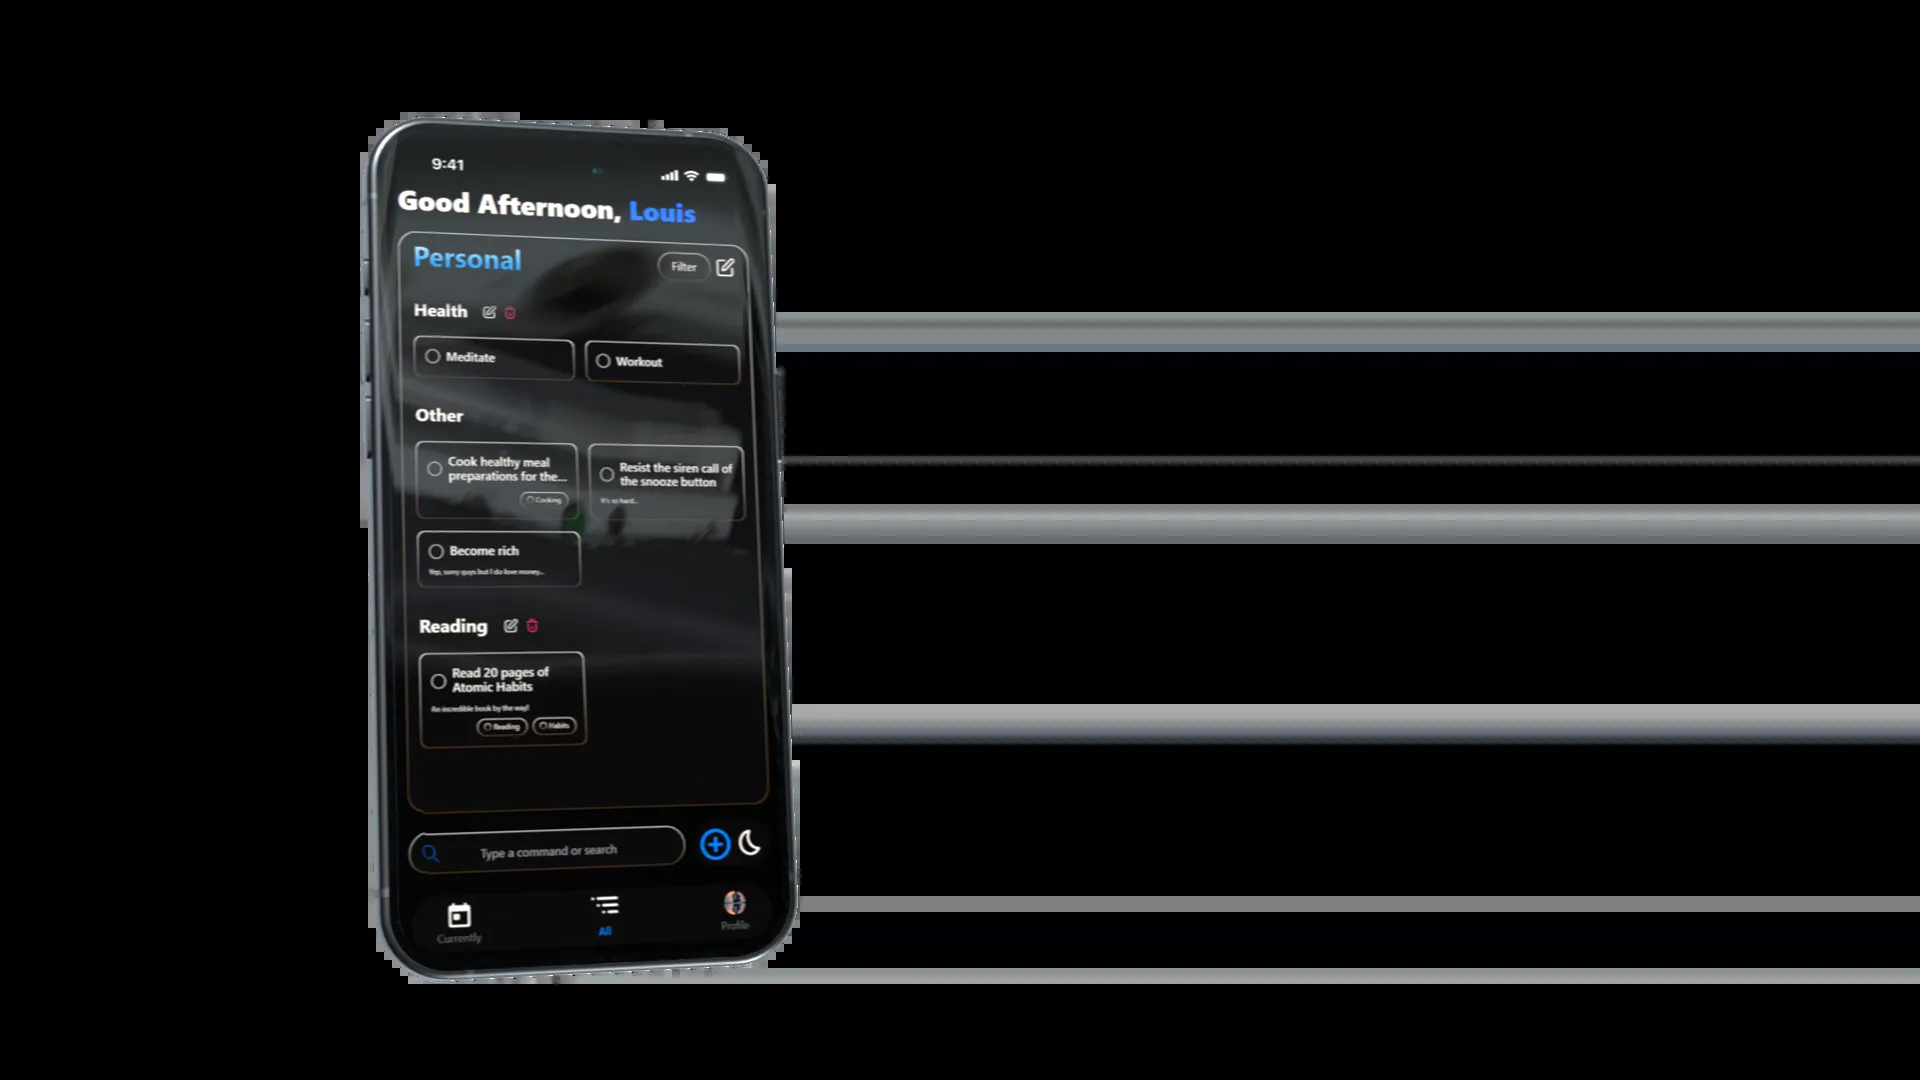 9:41
Good Afternoon, Louis
Personal
Filter
Health
Meditate
Workout
Other
Cook healthy meal
preparations for the...
Cooking
Resist the siren call of
the snooze button
It's so hard...
Become rich
Yep, sorry guys but I do love money...
Reading
Read 20 pages of
Atomic Habits
An incredible book by the way!
Reading
Habits
Type a command or search
Currently
All
Profile